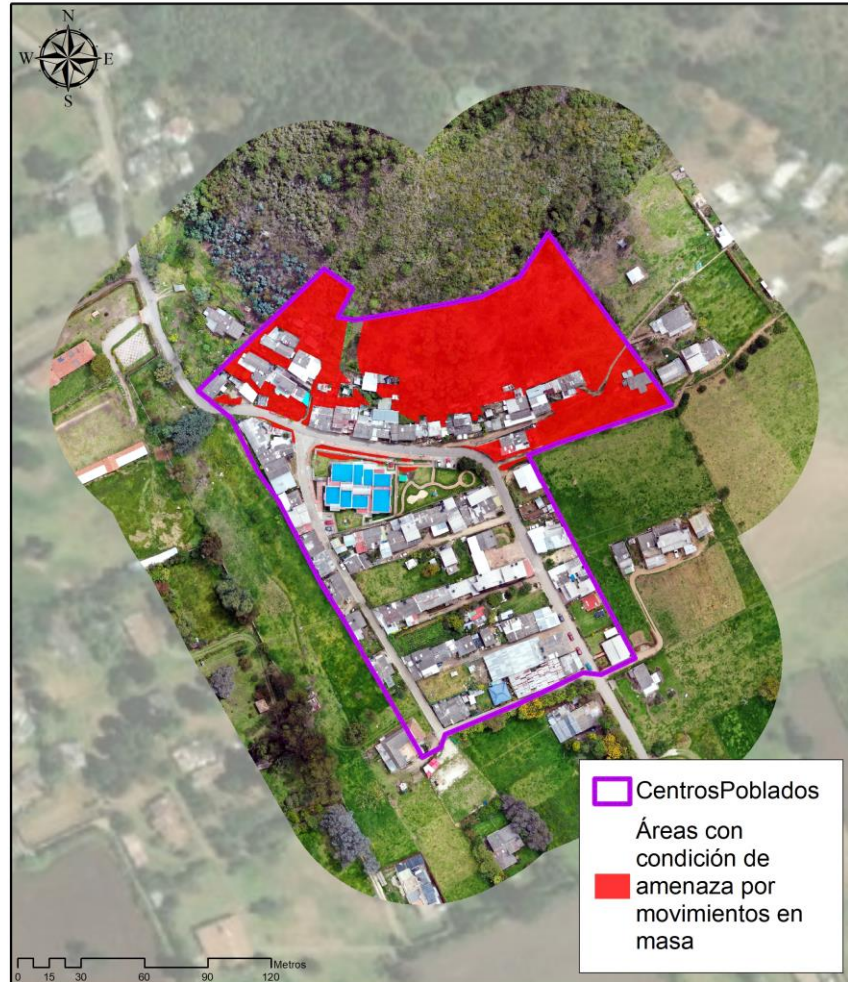 N
W E
S
CentrosPoblados
Áreas con
condición de
amenaza por
movimientos en
masa
Metros
0 15 30 60 90 120